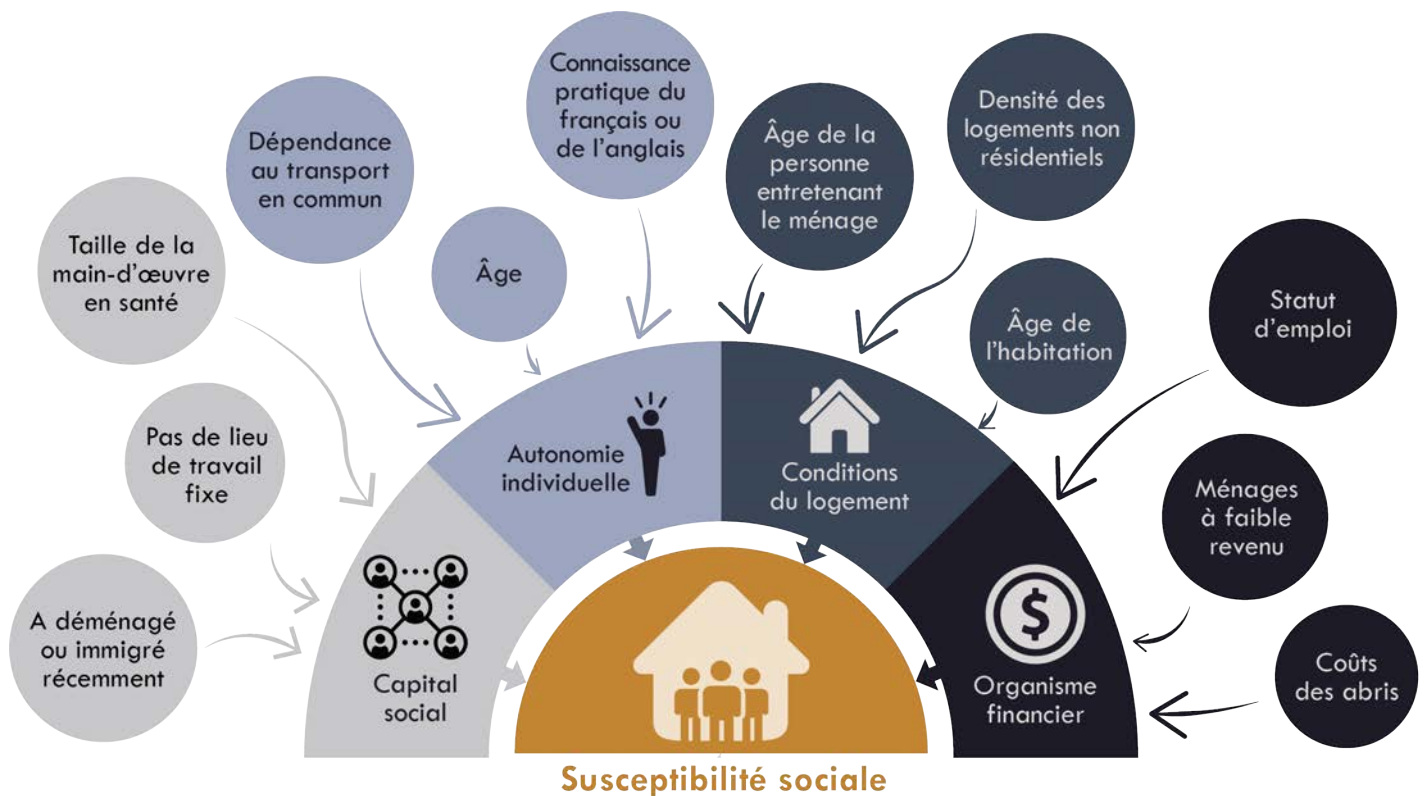 Connaissance
pratique du
français ou
de l'anglais
Densité des
logements non
résidentiels
Dépendance
au transport
en commun
Âge de la
personne
entretenant
le ménage
Taille de la
main-d'œuvre
en santé
Âge
Statut
d'emploi
Âge de
l'habitation
Pas de lieu
de travail
fixe
Autonomie
individuelle
Conditions
du logement
Ménages
à faible
revenu
A déménagé
ou immigré
récemment
Capital
social
Organisme
financier
Coûts
des abris
Susceptibilité sociale